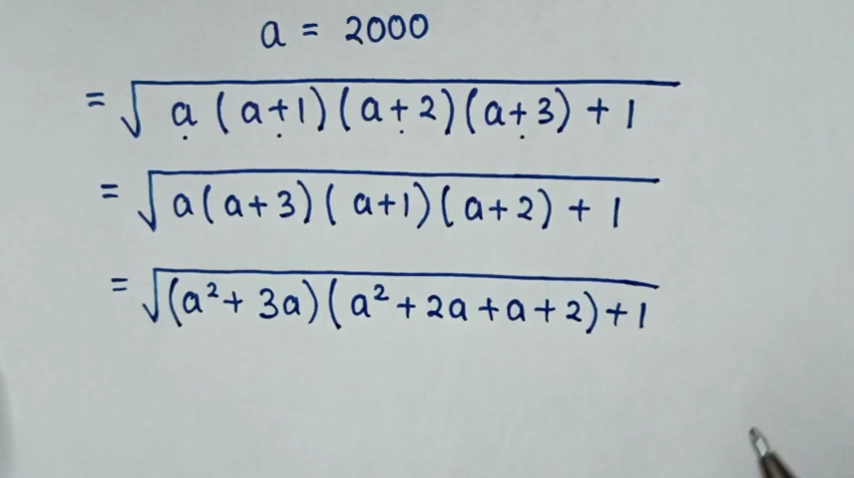 a = 2000
= √a(a+1)(a+2)(a+3) + 1
= √a(a+3)(a+1)(a+2) + 1
= √(a²+3a)(a²+2a+a+2)+1